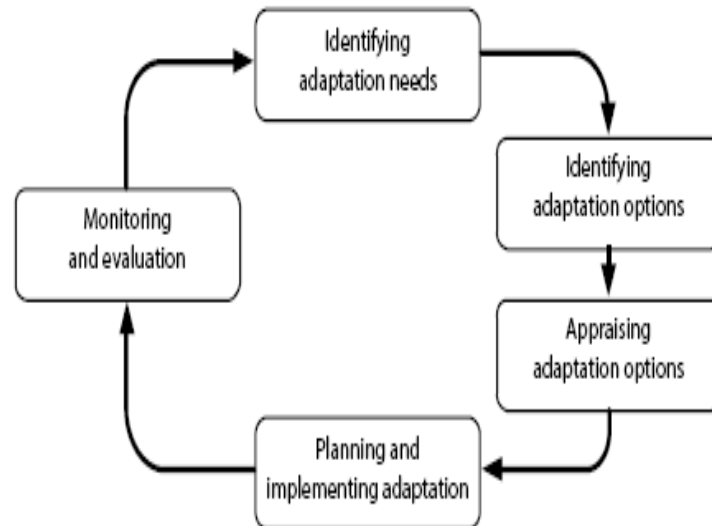 Identifying
adaptation needs
Identifying
adaptation options
Appraising
adaptation options
Planning and
implementing adaptation
Monitoring
and evaluation